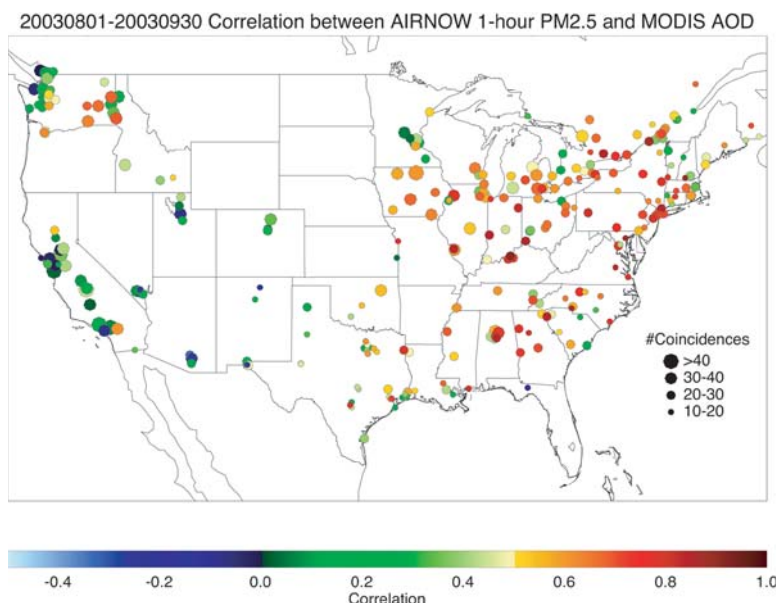 20030801-20030930 Correlation between AIRNOW 1-hour PM2.5 and MODIS AOD
#Coincidences
>40
30-40
20-30
10-20
-0.4 -0.2 0.0 0.2 0.4 0.6 0.8 1.0
Correlation